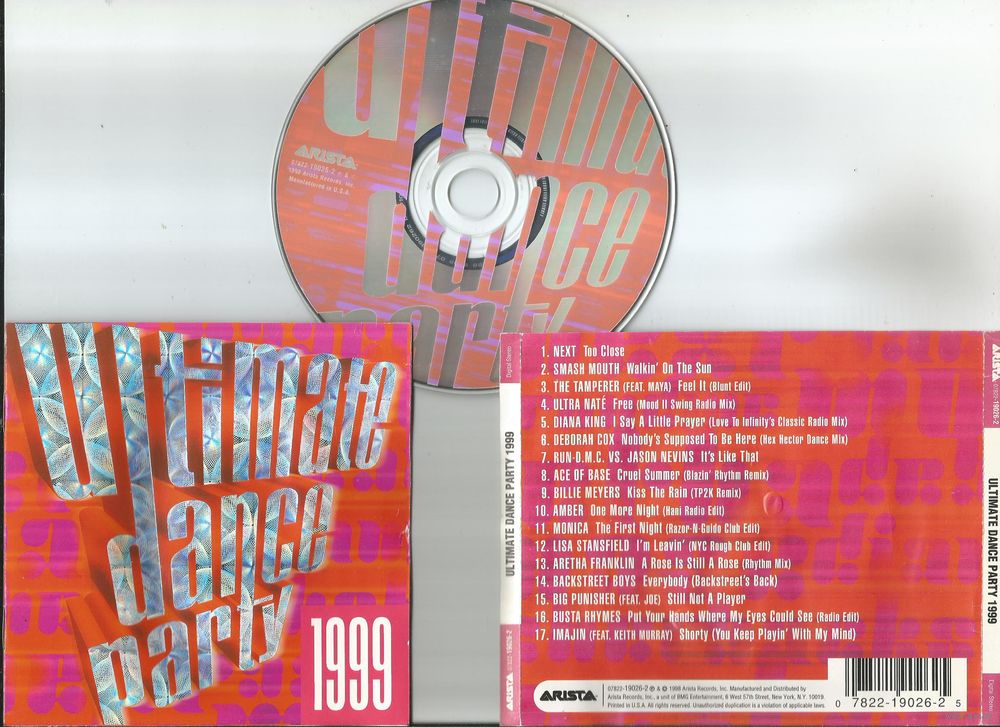 ultimate
dance
party
ARISTA
07822-19026-2
1998 Arista Records, Inc.
Manufactured in U.S.A.
ultimate
dance
party
1999
Digital Stereo
ULTIMATE DANCE PARTY 1999
07822-19026-2
ARISTA
1. NEXT Too Close
2. SMASH MOUTH Walkin' On The Sun
3. THE TAMPERER (FEAT. MAYA) Feel It (Blunt Edit)
4. ULTRA NATÉ Free (Mood II Swing Radio Mix)
5. DIANA KING I Say A Little Prayer (Love To Infinity's Classic Radio Mix)
6. DEBORAH COX Nobody's Supposed To Be Here (Hex Hector Dance Mix)
7. RUN-D.M.C. VS. JASON NEVINS It's Like That
8. ACE OF BASE Cruel Summer (Blazin' Rhythm Remix)
9. BILLIE MEYERS Kiss The Rain (TP2K Remix)
10. AMBER One More Night (Hani Radio Edit)
11. MONICA The First Night (Razor-N-Guido Club Edit)
12. LISA STANSFIELD I'm Leavin' (NYC Rough Club Edit)
13. ARETHA FRANKLIN A Rose Is Still A Rose (Rhythm Mix)
14. BACKSTREET BOYS Everybody (Backstreet's Back)
15. BIG PUNISHER (FEAT. JOE) Still Not A Player
16. BUSTA RHYMES Put Your Hands Where My Eyes Could See (Radio Edit)
17. IMAJIN (FEAT. KEITH MURRAY) Shorty (You Keep Playin' With My Mind)
ARISTA
07822-19026-2 ℗ & © 1998 Arista Records, Inc. Manufactured and Distributed by
Arista Records, Inc., a unit of BMG Entertainment, 6 West 57th Street, New York, N.Y. 10019.
Printed in U.S.A. All rights reserved. Unauthorized duplication is a violation of applicable laws.
0 7822-19026-2 5
ARISTA
07822-19026-2
ULTIMATE DANCE PARTY 1999
Digital Stereo